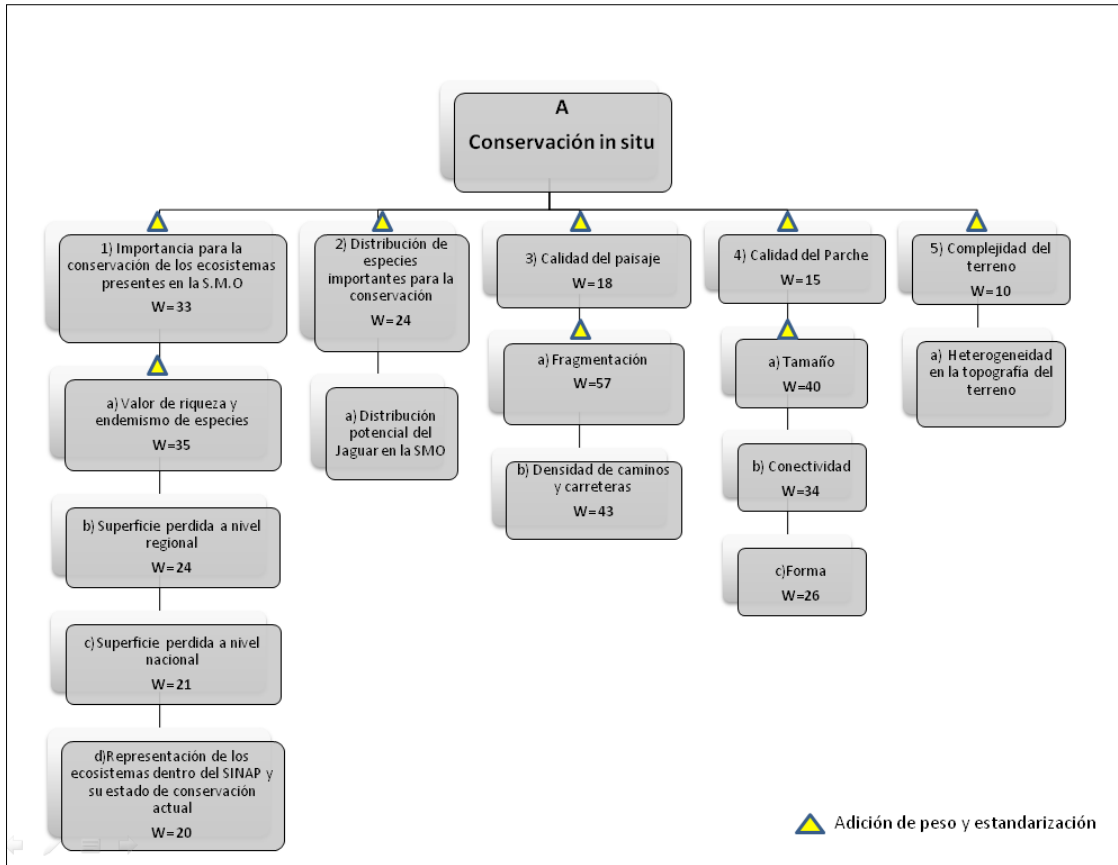 A
Conservación in situ
1) Importancia para la
conservación de los ecosistemas
presentes en la S.M.O
W=33
2) Distribución de
especies
importantes para la
conservación
W=24
3) Calidad del paisaje
W=18
4) Calidad del Parche
W=15
5) Complejidad del
terreno
W=10
a) Valor de riqueza y
endemismo de especies
W=35
b) Superficie perdida a nivel
regional
W=24
c) Superficie perdida a nivel
nacional
W=21
d)Representación de los
ecosistemas dentro del SINAP y
su estado de conservación
actual
W=20
a) Distribución
potencial del
Jaguar en la SMO
a) Fragmentación
W=57
b) Densidad de caminos
y carreteras
W=43
a) Tamaño
W=40
b) Conectividad
W=34
c)Forma
W=26
a) Heterogeneidad
en la topografía del
terreno
Adición de peso y estandarización